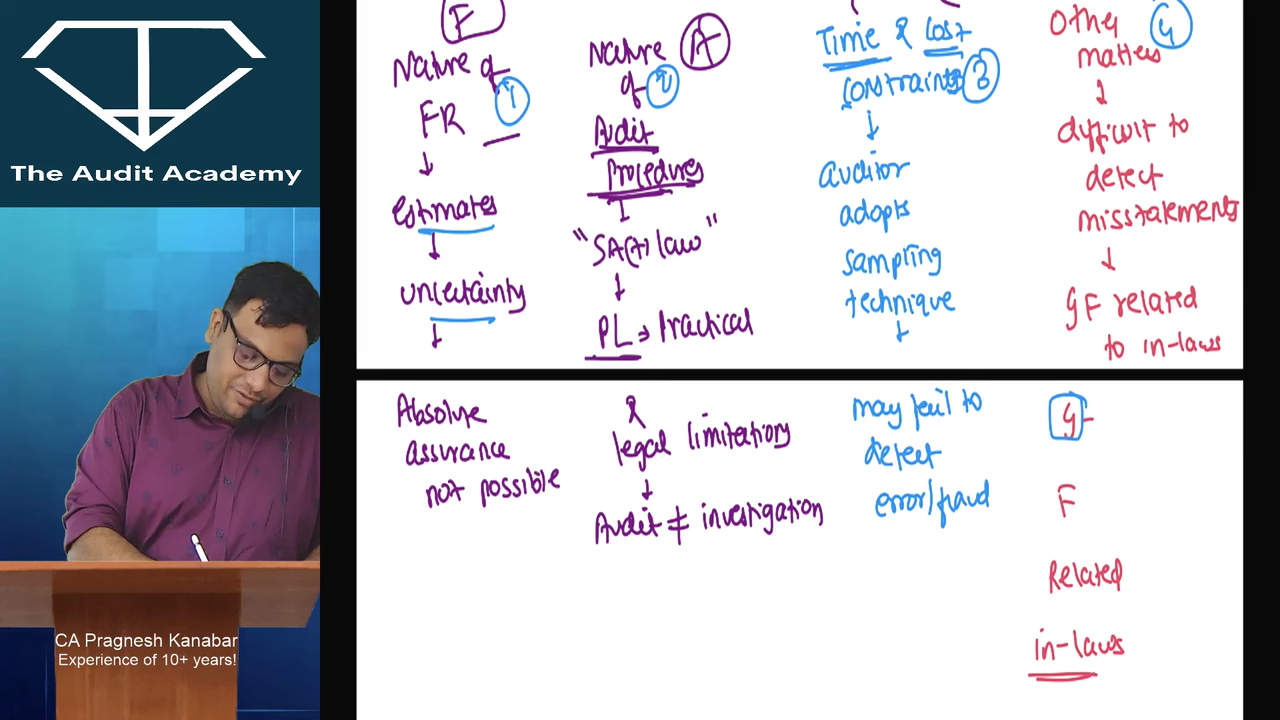 The Audit Academy
CA Pragnesh Kanabar
Experience of 10+ years!
F
Nature of
FR
1
↓
estimates
↓
uncertainty
↓
Absolute
assurance
not possible
Nature
A
of
2
Audit
Procedures
↓
"SA(+) law"
↓
PL → Practical
&
legal limitation
↓
Audit ≠ investigation
Time & Cost
constraints 3
↓
auditor
adopts
sampling
technique
↓
may fail to
detect
error/fraud
Other 4
matters
↓
difficult to
detect
misstatements
↓
GF related
to in-laws
G
F
Related
in-laws